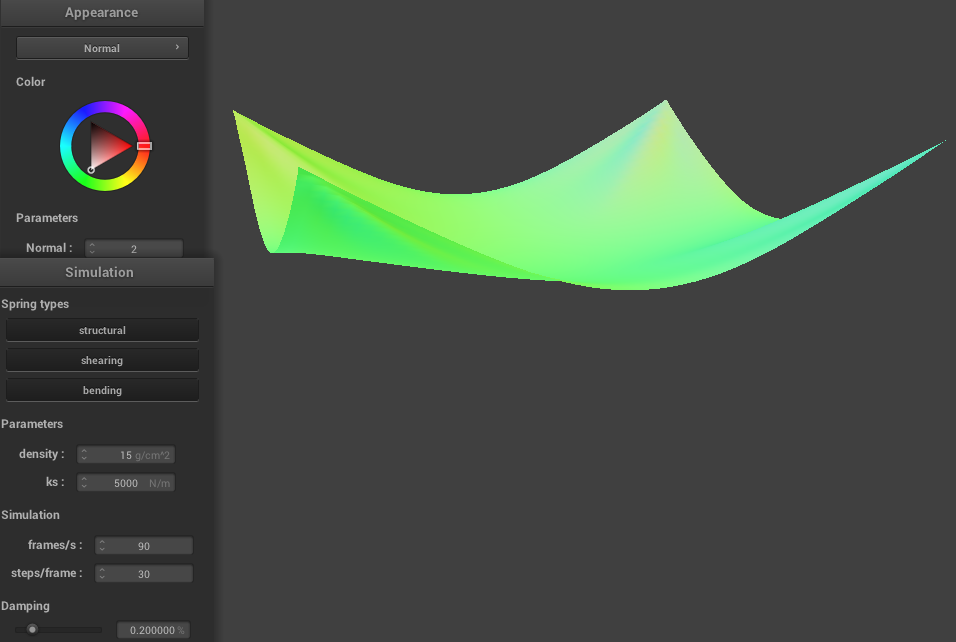 Appearance
Normal
Color
Parameters
Normal : 2
Simulation
Spring types
structural
shearing
bending
Parameters
density : 15 g/cm^2
ks : 5000 N/m
Simulation
frames/s : 90
steps/frame : 30
Damping
0.200000 %